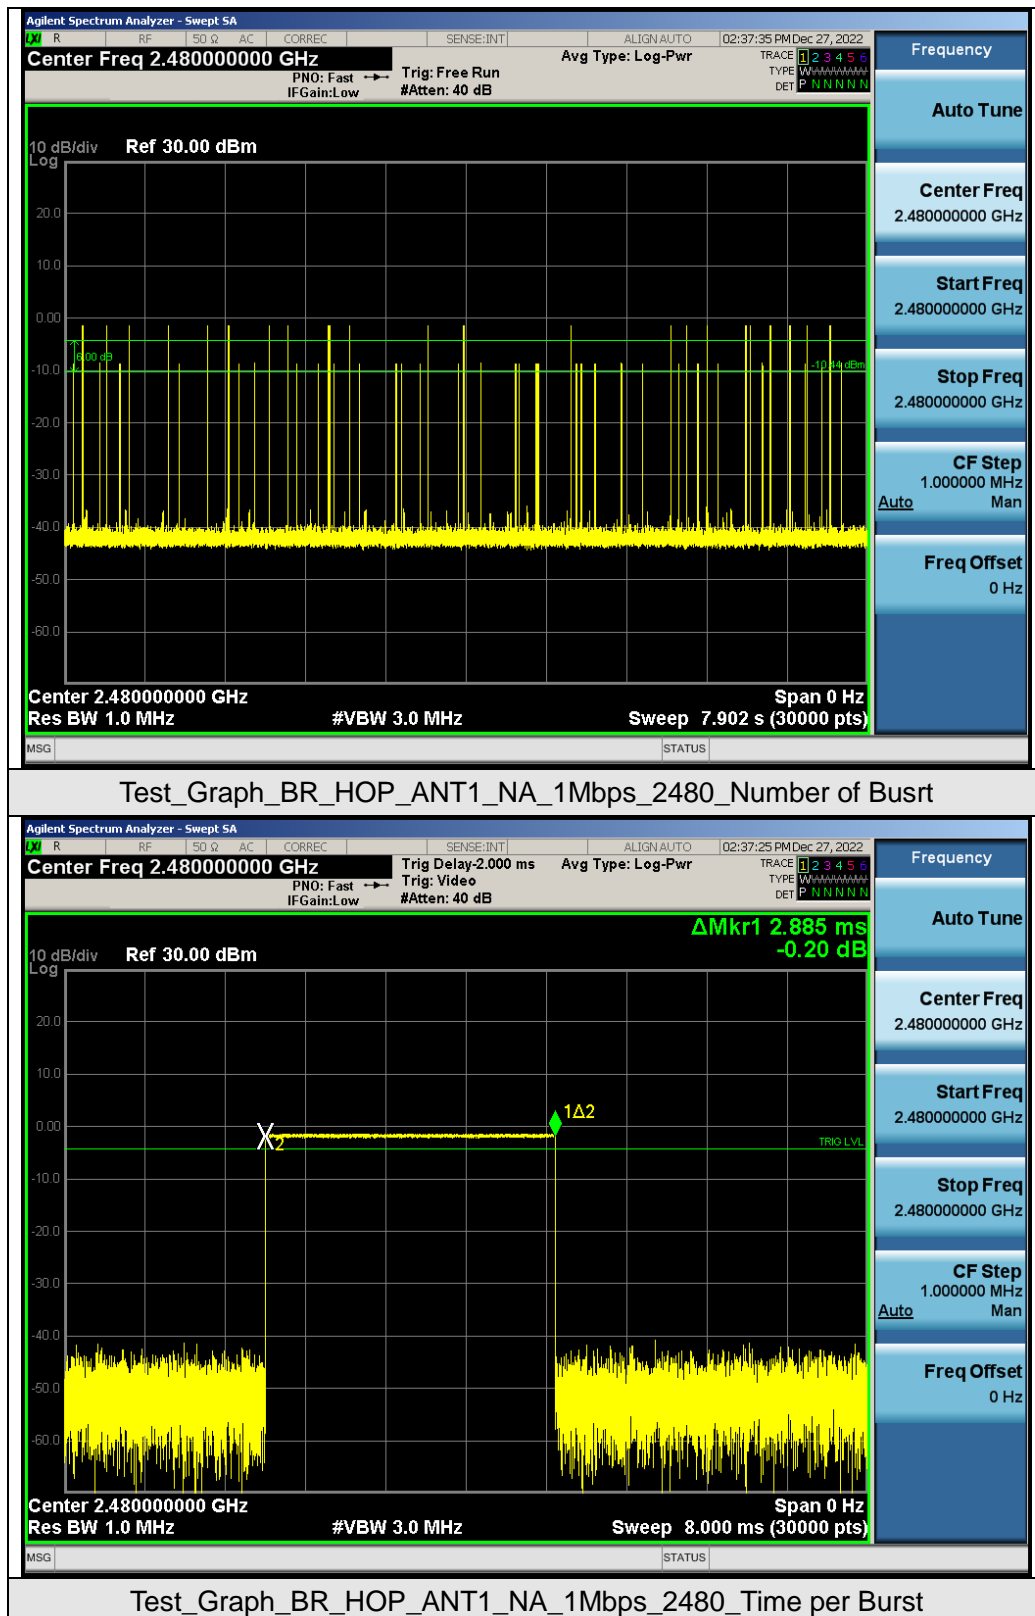 Agilent Spectrum Analyzer - Swept SA
LXI R RF 50 Ω AC CORREC SENSE:INT ALIGN AUTO 02:37:35 PM Dec 27, 2022
Center Freq 2.480000000 GHz Avg Type: Log-Pwr TRACE 1 2 3 4 5 6
PNO: Fast Trig: Free Run TYPE WWWWWW
IFGain:Low #Atten: 40 dB DET P N N N N N
Frequency
Auto Tune
10 dB/div Ref 30.00 dBm
Log
20.0
10.0
0.00
-10.0
-20.0
-30.0
-40.0
-50.0
-60.0
6.00 dB
-10.44 dBm
Center Freq
2.480000000 GHz
Start Freq
2.480000000 GHz
Stop Freq
2.480000000 GHz
CF Step
1.000000 MHz
Auto Man
Freq Offset
0 Hz
Center 2.480000000 GHz Span 0 Hz
Res BW 1.0 MHz #VBW 3.0 MHz Sweep 7.902 s (30000 pts)
MSG STATUS
Test_Graph_BR_HOP_ANT1_NA_1Mbps_2480_Number of Busrt
Agilent Spectrum Analyzer - Swept SA
LXI R RF 50 Ω AC CORREC SENSE:INT ALIGN AUTO 02:37:25 PM Dec 27, 2022
Center Freq 2.480000000 GHz Trig Delay-2.000 ms Avg Type: Log-Pwr TRACE 1 2 3 4 5 6
PNO: Fast Trig: Video TYPE WWWWWW
IFGain:Low #Atten: 40 dB DET P N N N N N
Frequency
Auto Tune
ΔMkr1 2.885 ms
-0.20 dB
10 dB/div Ref 30.00 dBm
Log
20.0
10.0
0.00
-10.0
-20.0
-30.0
-40.0
-50.0
-60.0
X2
1Δ2
TRIG LVL
Center Freq
2.480000000 GHz
Start Freq
2.480000000 GHz
Stop Freq
2.480000000 GHz
CF Step
1.000000 MHz
Auto Man
Freq Offset
0 Hz
Center 2.480000000 GHz Span 0 Hz
Res BW 1.0 MHz #VBW 3.0 MHz Sweep 8.000 ms (30000 pts)
MSG STATUS
Test_Graph_BR_HOP_ANT1_NA_1Mbps_2480_Time per Burst